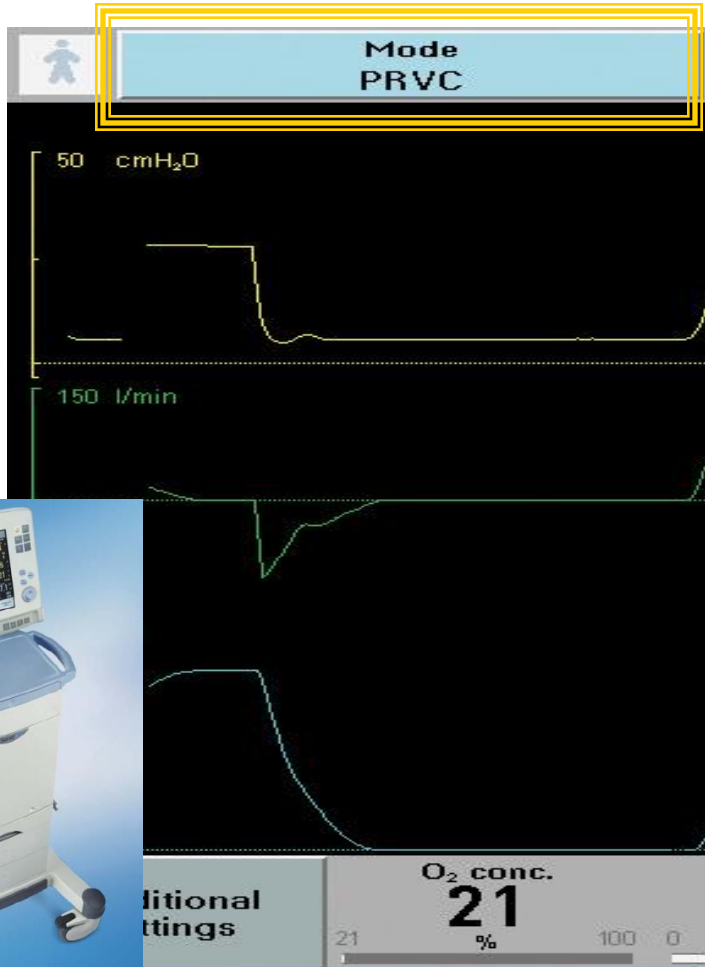 Mode
PRVC
50 cmH₂O
150 l/min
ditional
ttings
O₂ conc.
21
21 % 100 0